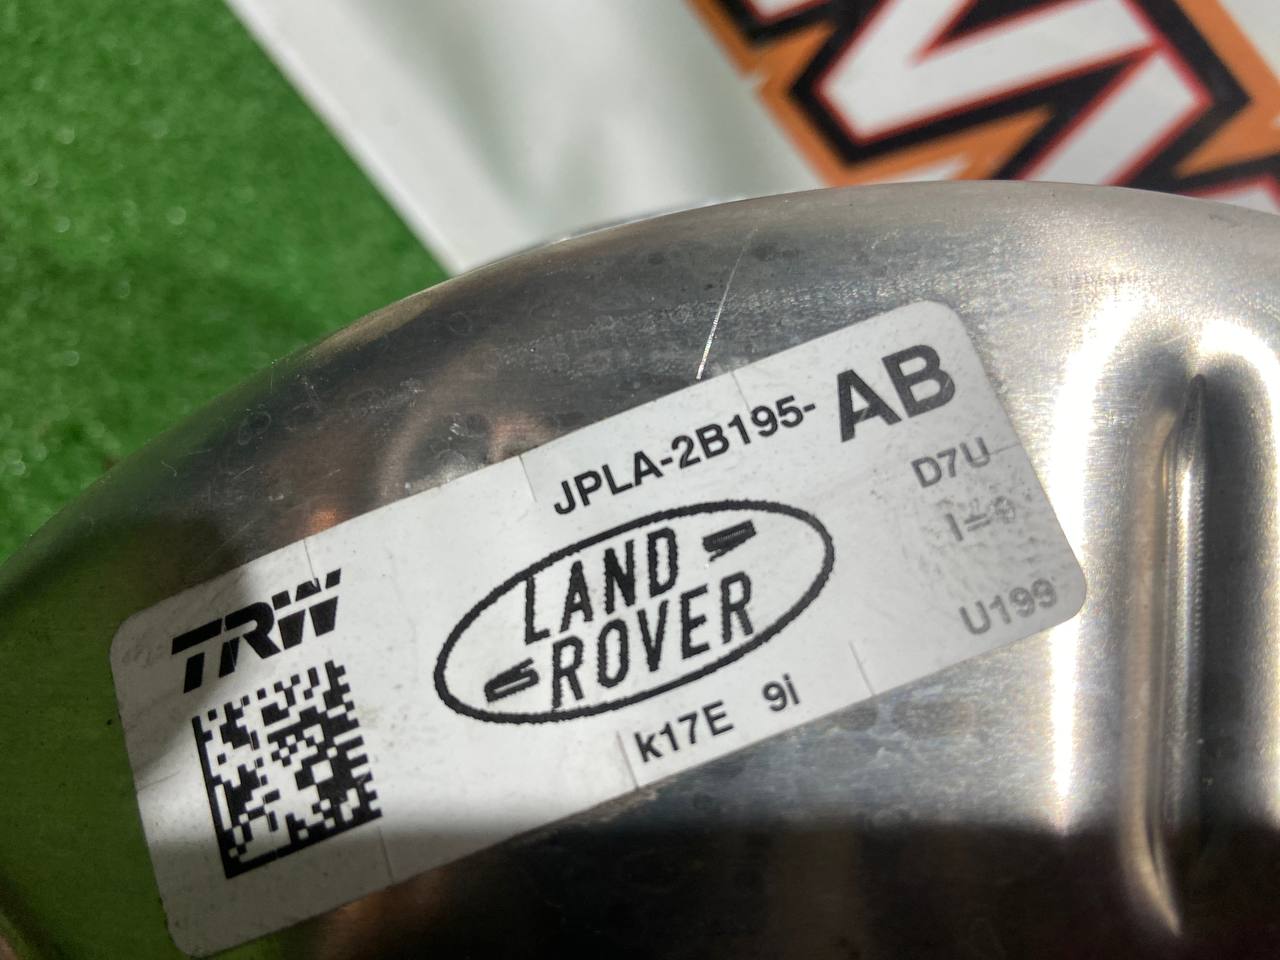 JPLA-2B195- AB
D7U
U199
TRW
LAND
ROVER
k17E 9i